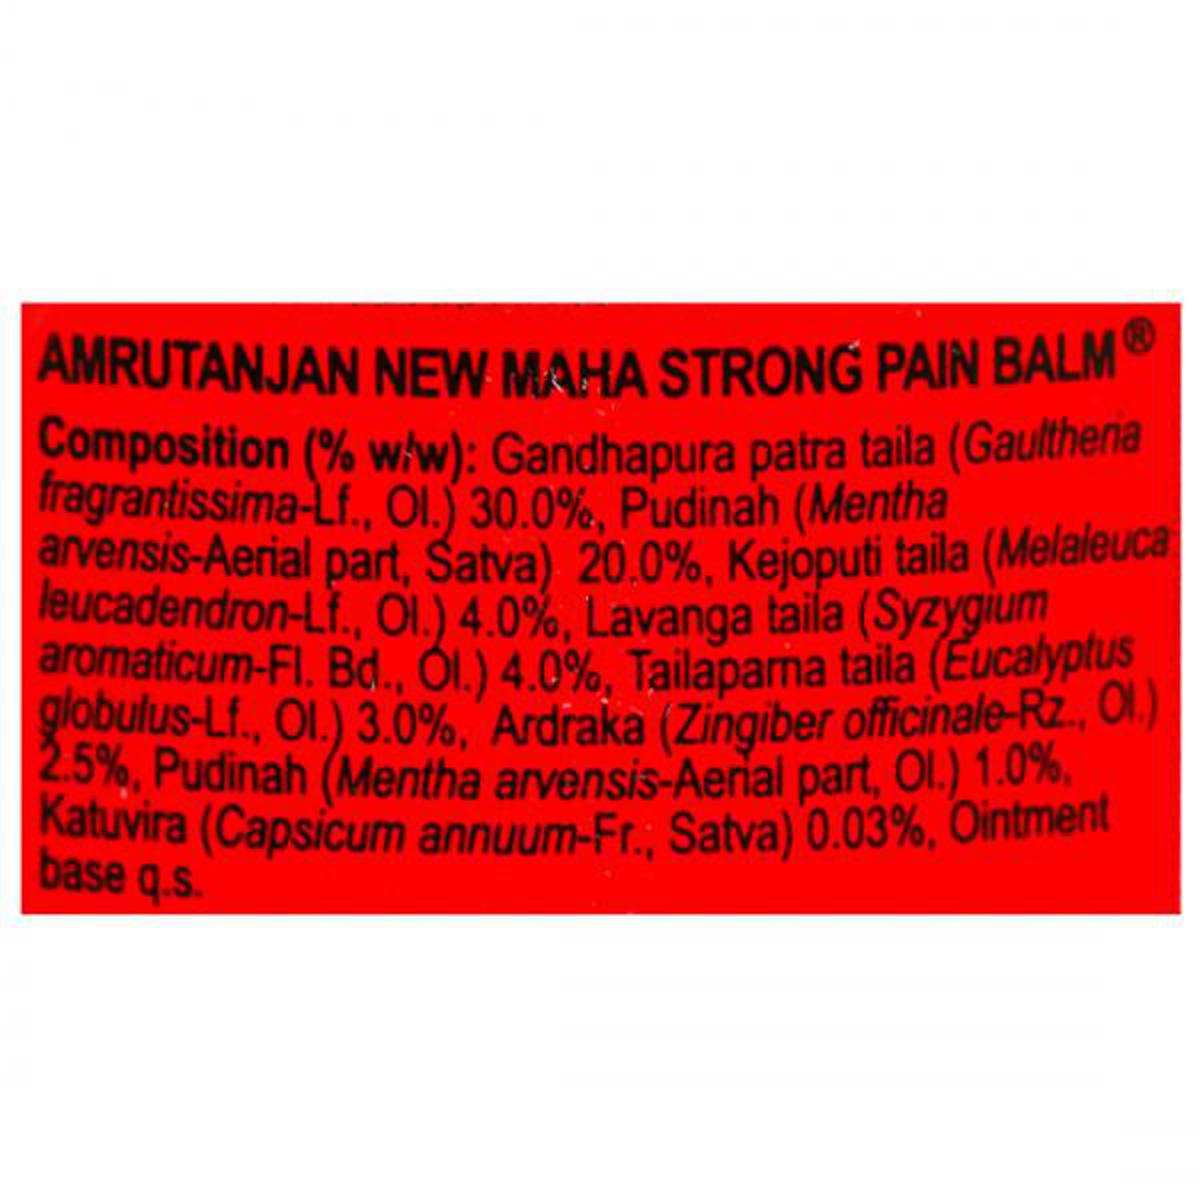 AMRUTANJAN NEW MAHA STRONG PAIN BALM®
Composition (% w/w): Gandhapura patra taila (Gaultheria
fragrantissima-Lf., Ol.) 30.0%, Pudinah (Mentha
arvensis-Aerial part, Satva) 20.0%, Kejoputi taila (Melaleuca
leucadendron-Lf., Ol.) 4.0%, Lavanga taila (Syzygium
aromaticum-Fl. Bd., Ol.) 4.0%, Tailaparna taila (Eucalyptus
globulus-Lf., Ol.) 3.0%, Ardraka (Zingiber officinale-Rz., Ol.)
2.5%, Pudinah (Mentha arvensis-Aerial part, Ol.) 1.0%,
Katuvira (Capsicum annuum-Fr., Satva) 0.03%, Ointment
base q.s.